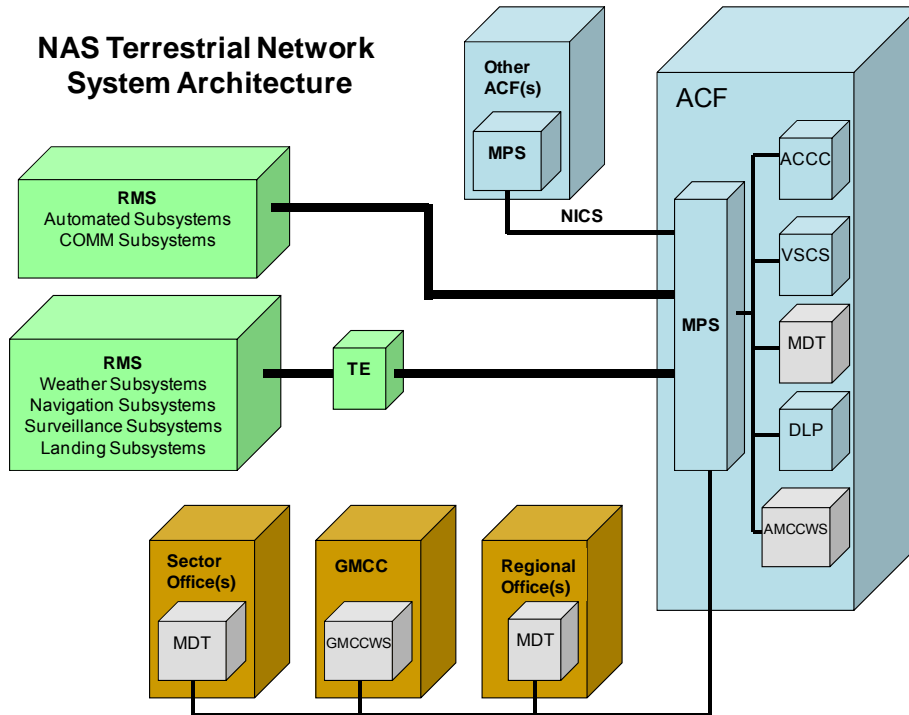 NAS Terrestrial Network
System Architecture
Other
ACF(s)
MPS
ACF
ACCC
RMS
Automated Subsystems
COMM Subsystems
NICS
VSCS
MPS
MDT
RMS
Weather Subsystems
Navigation Subsystems
Surveillance Subsystems
Landing Subsystems
TE
DLP
AMCCWS
Sector
Office(s)
MDT
GMCC
GMCCWS
Regional
Office(s)
MDT